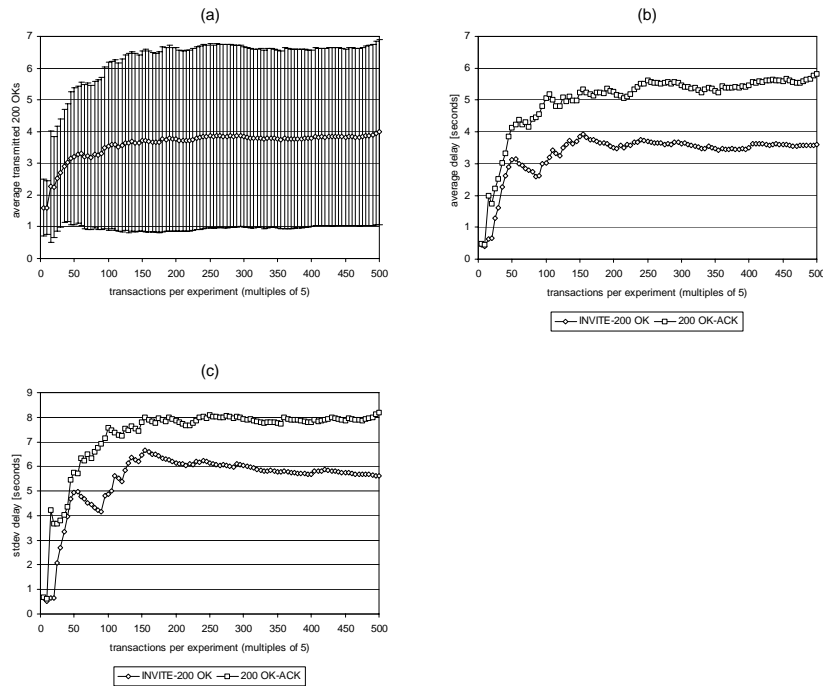 (a)
7
6
5
4
3
2
1
0
average transmitted 200 OKs
0 50 100 150 200 250 300 350 400 450 500
transactions per experiment (multiples of 5)
(b)
7
6
5
4
3
2
1
0
average delay [seconds]
0 50 100 150 200 250 300 350 400 450 500
transactions per experiment (multiples of 5)
INVITE-200 OK 200 OK-ACK
(c)
9
8
7
6
5
4
3
2
1
0
stdev delay [seconds]
0 50 100 150 200 250 300 350 400 450 500
transactions per experiment (multiples of 5)
INVITE-200 OK 200 OK-ACK